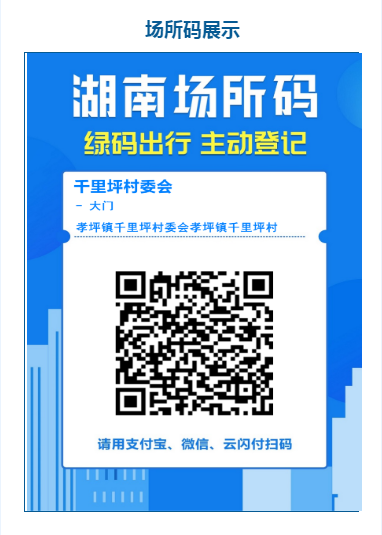 场所码展示
湖南场所码
绿码出行 主动登记
千里坪村委会
- 大门
孝坪镇千里坪村委会孝坪镇千里坪村
请用支付宝、微信、云闪付扫码